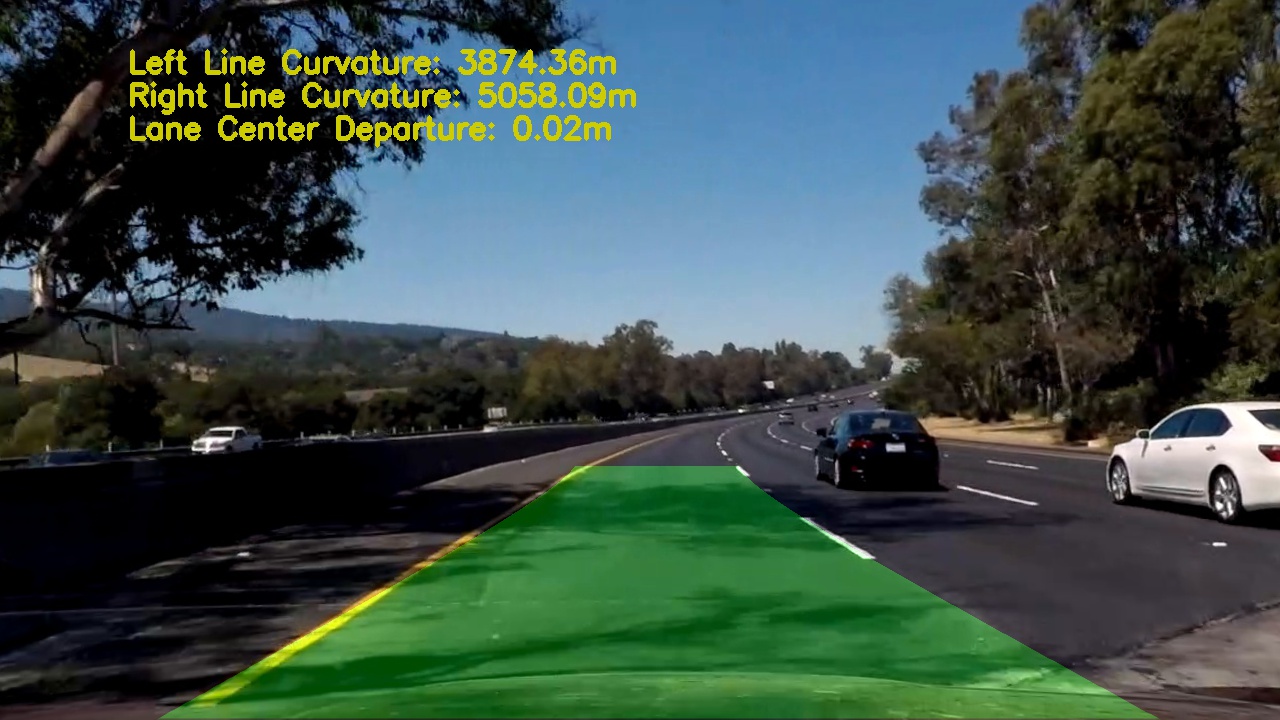 Left Line Curvature: 3874.36m
Right Line Curvature: 5058.09m
Lane Center Departure: 0.02m